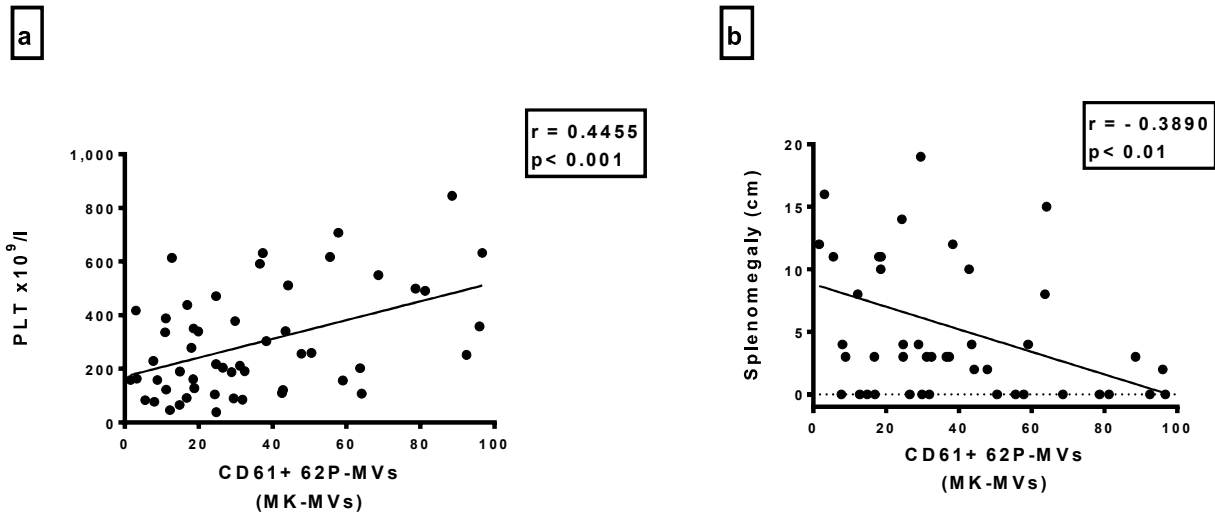 a
r = 0.4455
p< 0.001
PLT x10⁹/l
1,000
800
600
400
200
0
0 20 40 60 80 100
CD61+ 62P-MVs
(MK-MVs)
b
r = - 0.3890
p< 0.01
Splenomegaly (cm)
20
15
10
5
0
0 20 40 60 80 100
CD61+ 62P-MVs
(MK-MVs)